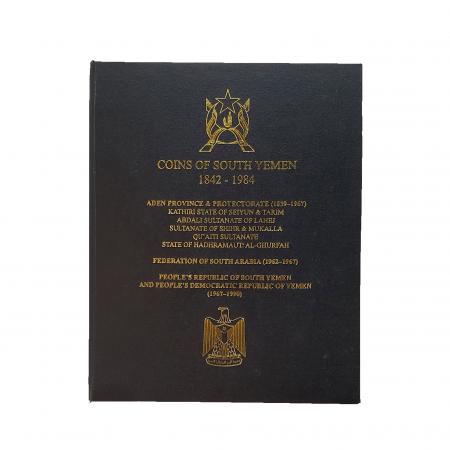 COINS OF SOUTH YEMEN
1842 - 1984
ADEN PROVINCE & PROTECTORATE (1839-1967)
KATHIRI STATE OF SEIYUN & TARIM
ABDALI SULTANATE OF LAHEJ
SULTANATE OF SHIHR & MUKALLA
QU'AITI SULTANATE
STATE OF HADHRAMAUT: AL-GHURFAH
FEDERATION OF SOUTH ARABIA (1962-1967)
PEOPLE'S REPUBLIC OF SOUTH YEMEN
AND PEOPLE'S DEMOCRATIC REPUBLIC OF YEMEN
(1967-1990)